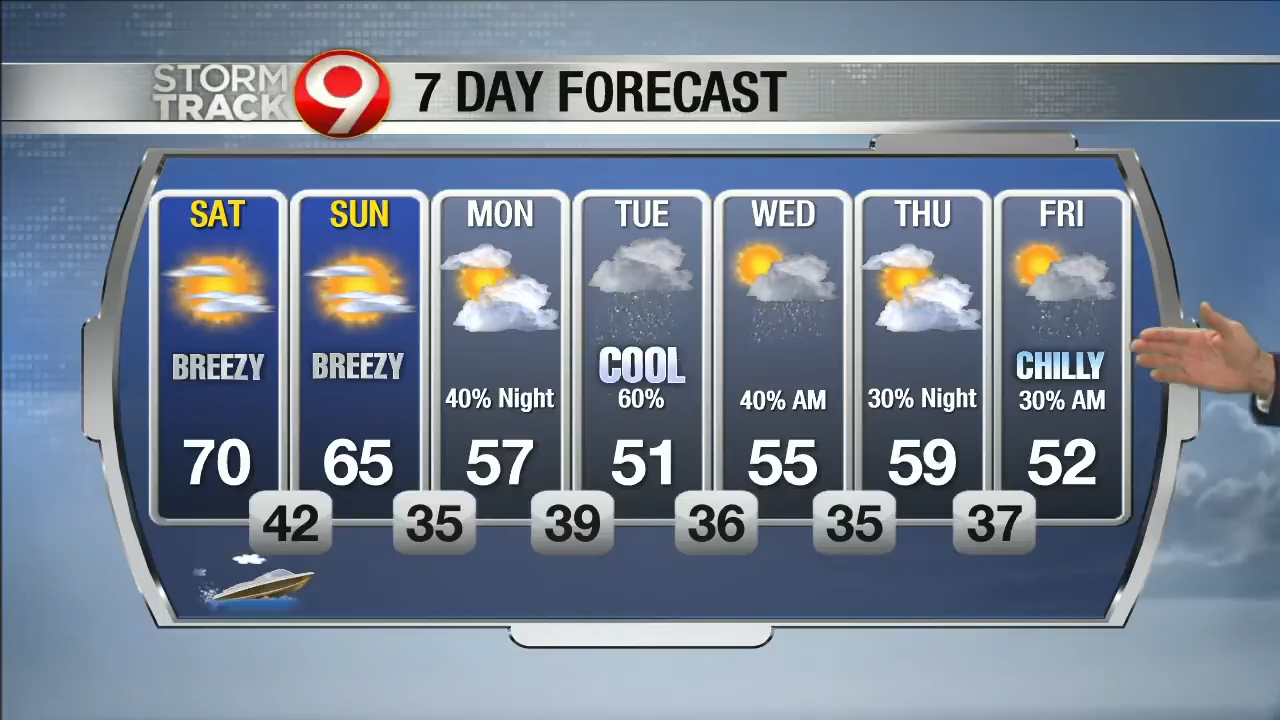 STORM
TRACK 9
7 DAY FORECAST
SAT
BREEZY
70
SUN
BREEZY
65
MON
40% Night
57
TUE
COOL
60%
51
WED
40% AM
55
THU
30% Night
59
FRI
CHILLY
30% AM
52
42
35
39
36
35
37